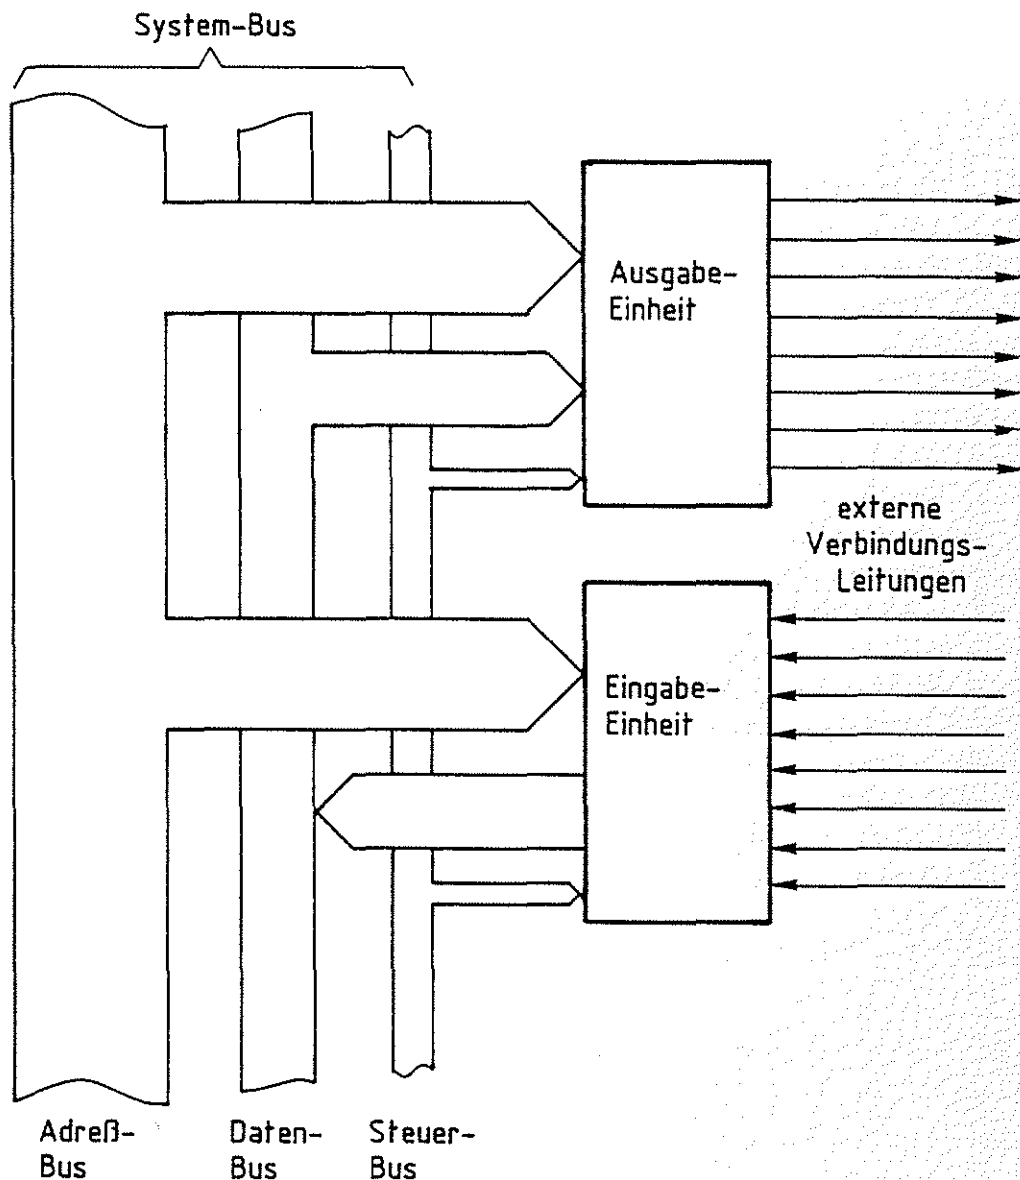 System-Bus
Ausgabe-
Einheit
externe
Verbindungs-
Leitungen
Eingabe-
Einheit
Adreß-
Bus
Daten-
Bus
Steuer-
Bus